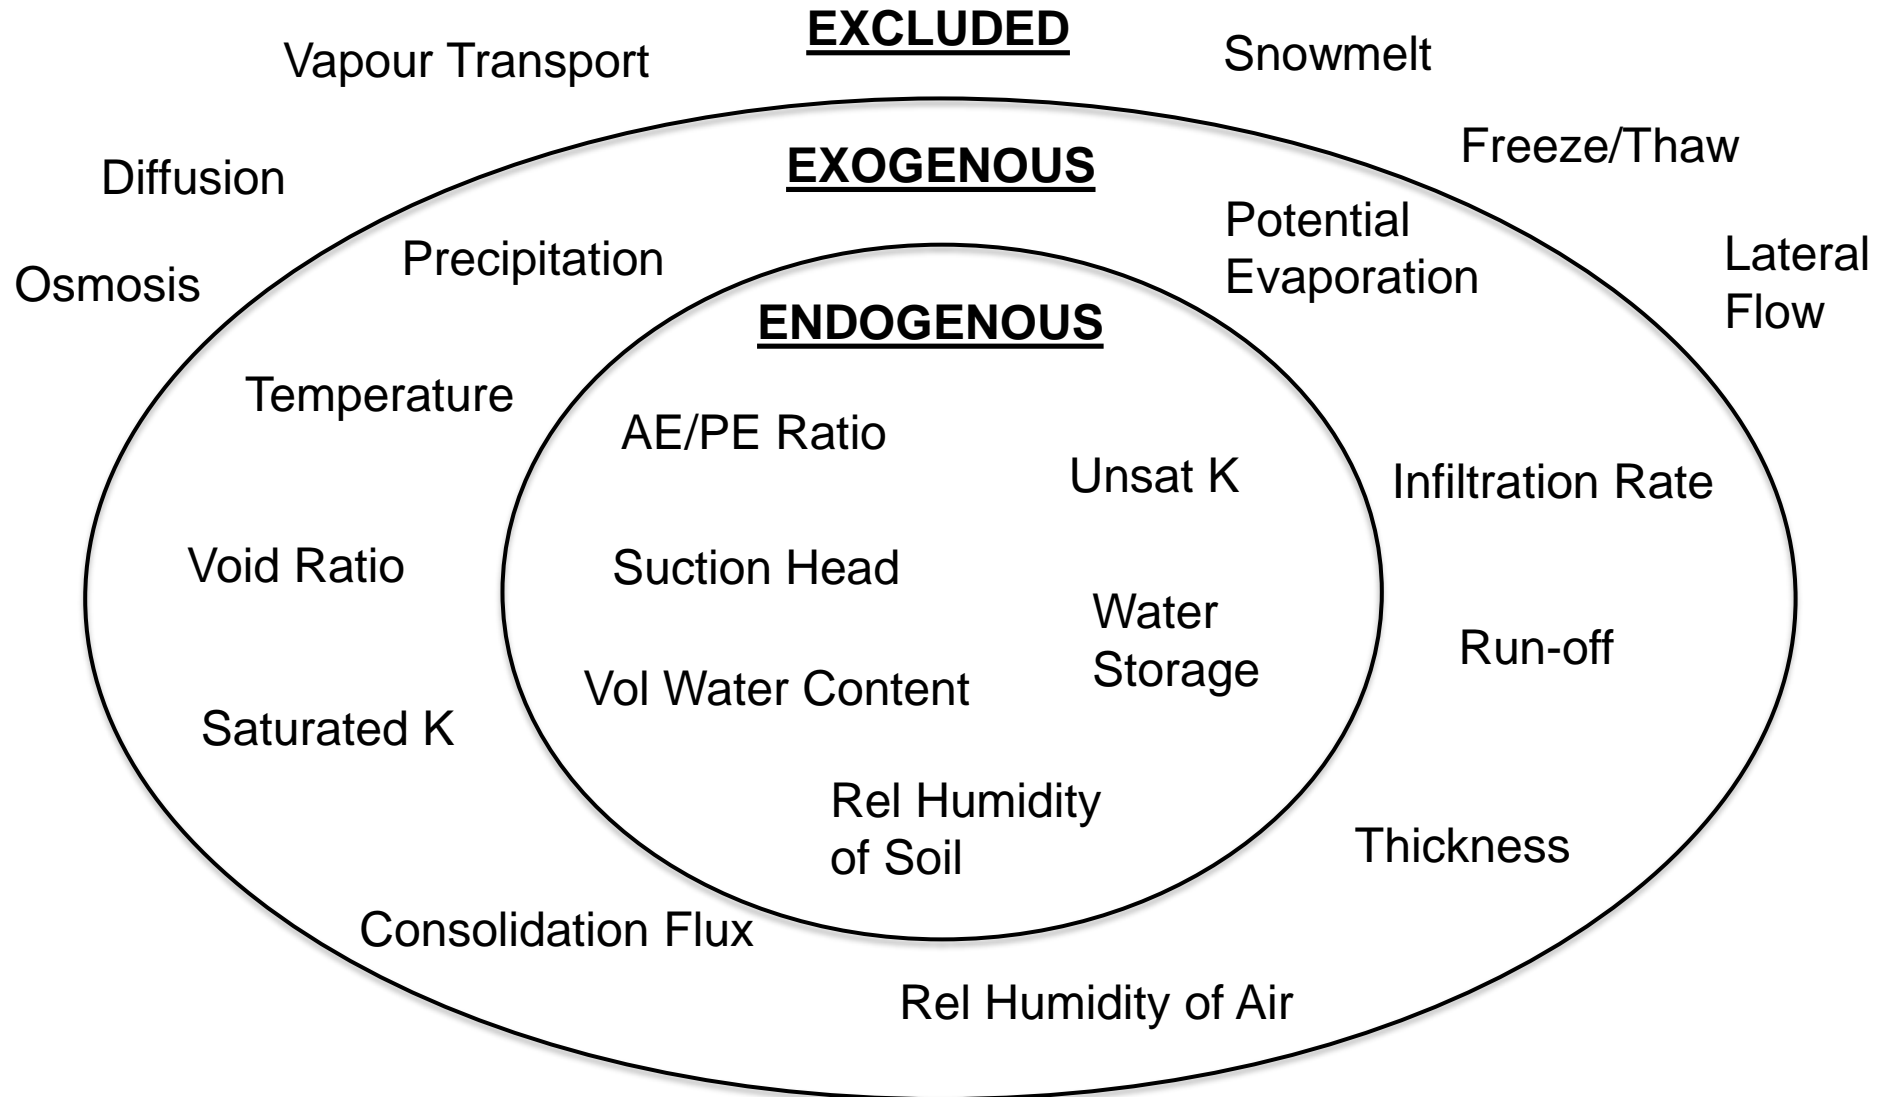 EXCLUDED
Vapour Transport
Snowmelt
Freeze/Thaw
Diffusion
EXOGENOUS
Potential
Evaporation
Precipitation
Lateral
Flow
Osmosis
ENDOGENOUS
Temperature
AE/PE Ratio
Unsat K
Infiltration Rate
Void Ratio
Suction Head
Water
Storage
Run-off
Vol Water Content
Saturated K
Rel Humidity
of Soil
Thickness
Consolidation Flux
Rel Humidity of Air